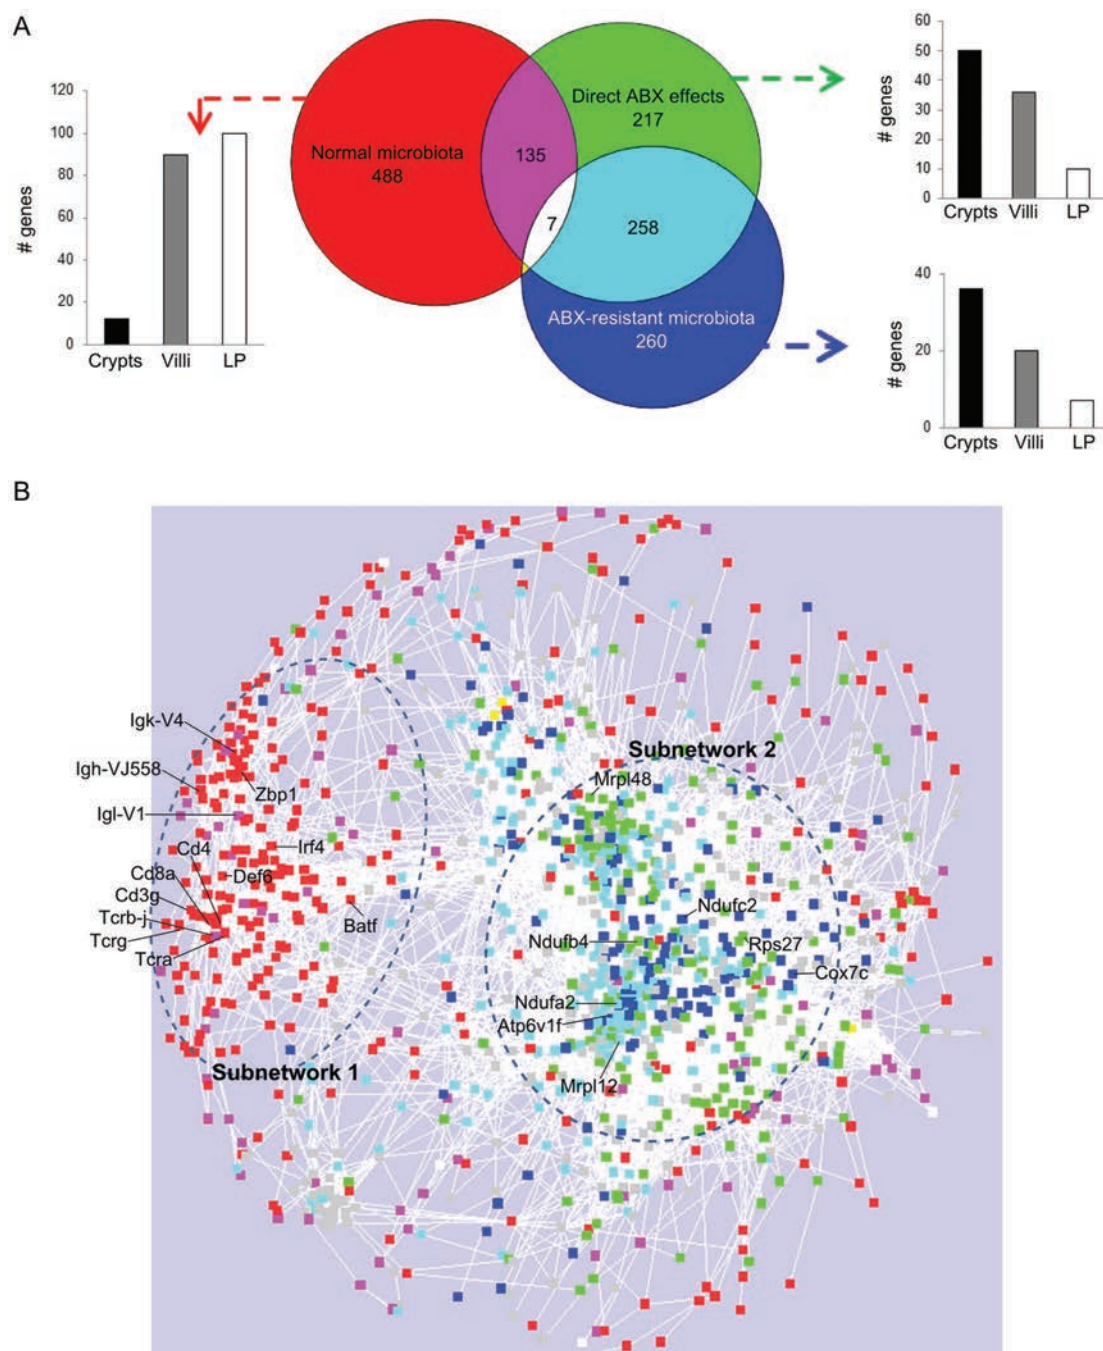 A
# genes
120
100
80
60
40
20
0
Crypts Villi LP
Normal microbiota
488
135
Direct ABX effects
217
7
258
ABX-resistant microbiota
260
# genes
60
50
40
30
20
10
0
Crypts Villi LP
# genes
40
20
0
Crypts Villi LP
B
Igk-V4
Igh-VJ558
Zbp1
Igl-V1
Cd4
Irf4
Cd8a
Def6
Cd3g
Tcrb-j
Batf
Tcrg
Tcra
Subnetwork 1
Subnetwork 2
Mrpl48
Ndufc2
Ndufb4
Rps27
Cox7c
Ndufa2
Atp6v1f
Mrpl12